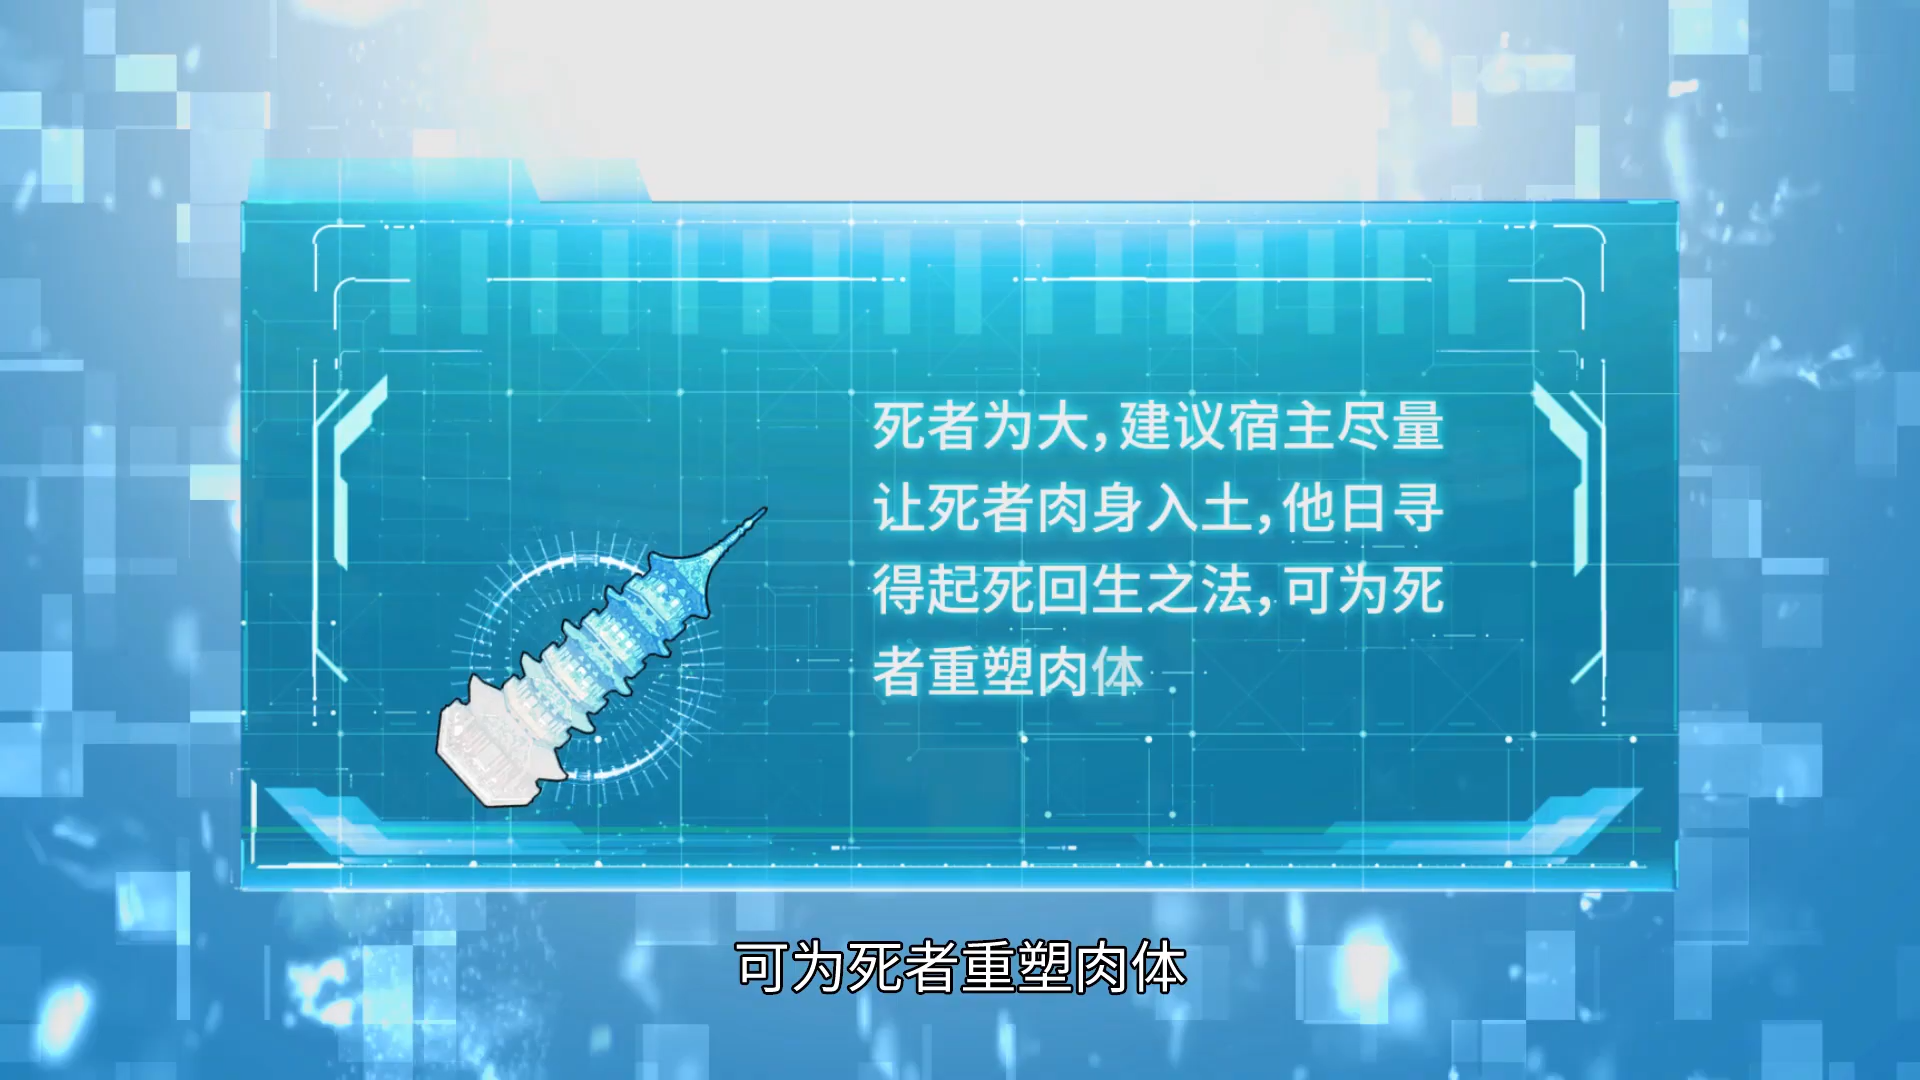 死者为大，建议宿主尽量
让死者肉身入土，他日寻
得起死回生之法，可为死
者重塑肉体
可为死者重塑肉体